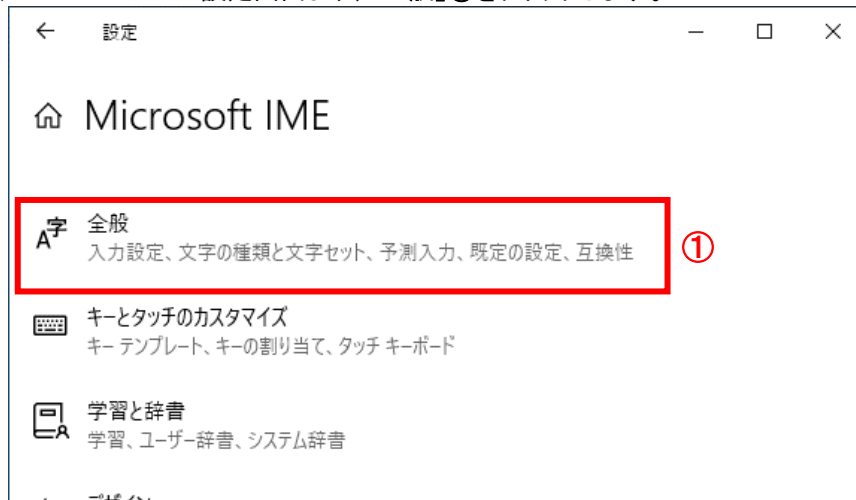 設定
Microsoft IME
全般
入力設定、文字の種類と文字セット、予測入力、既定の設定、互換性
①
キーとタッチのカスタマイズ
キー テンプレート、キーの割り当て、タッチ キーボード
学習と辞書
学習、ユーザー辞書、システム辞書